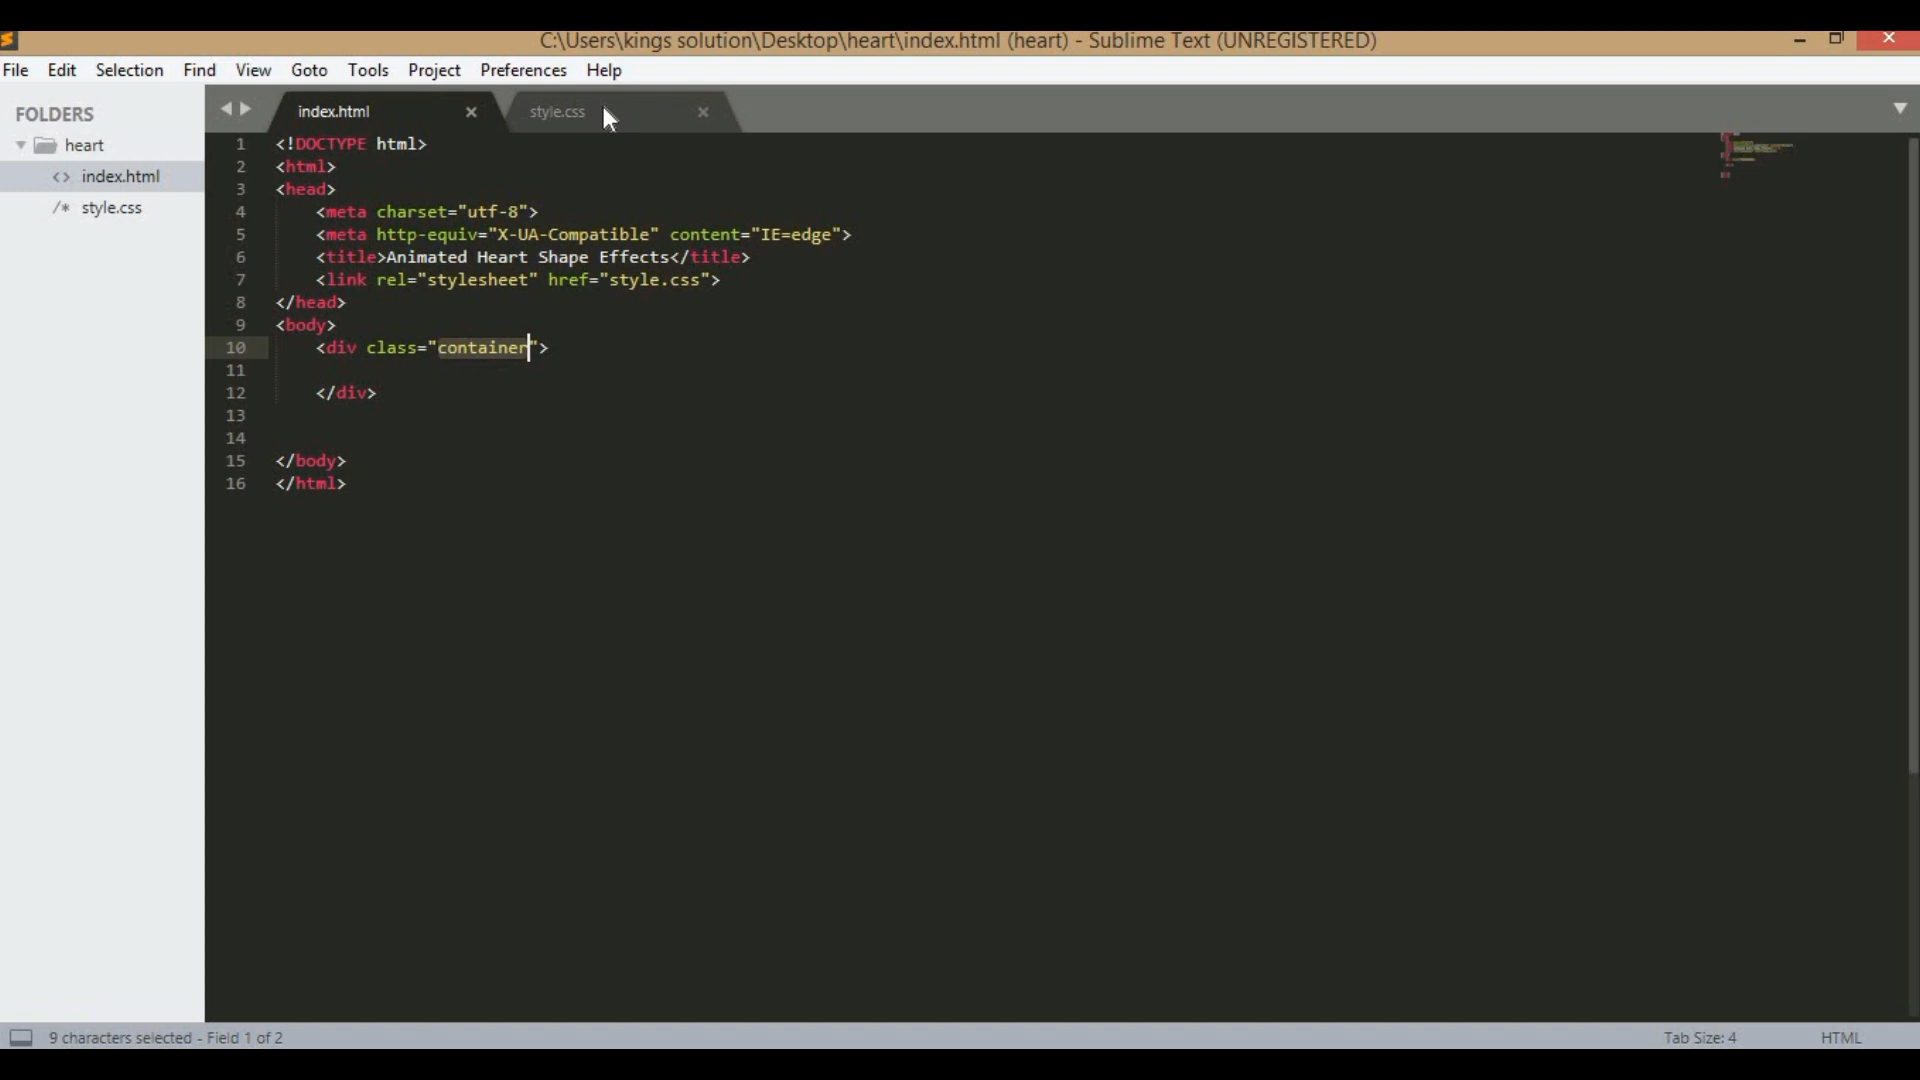 C:\Users\kings solution\Desktop\heart\index.html (heart) - Sublime Text (UNREGISTERED)
File Edit Selection Find View Goto Tools Project Preferences Help
FOLDERS
heart
index.html
style.css
index.html style.css
1 <!DOCTYPE html>
2 <html>
3 <head>
4 <meta charset="utf-8">
5 <meta http-equiv="X-UA-Compatible" content="IE=edge">
6 <title>Animated Heart Shape Effects</title>
7 <link rel="stylesheet" href="style.css">
8 </head>
9 <body>
10 <div class="container">
11
12 </div>
13
14
15 </body>
16 </html>
9 characters selected - Field 1 of 2
Tab Size: 4
HTML